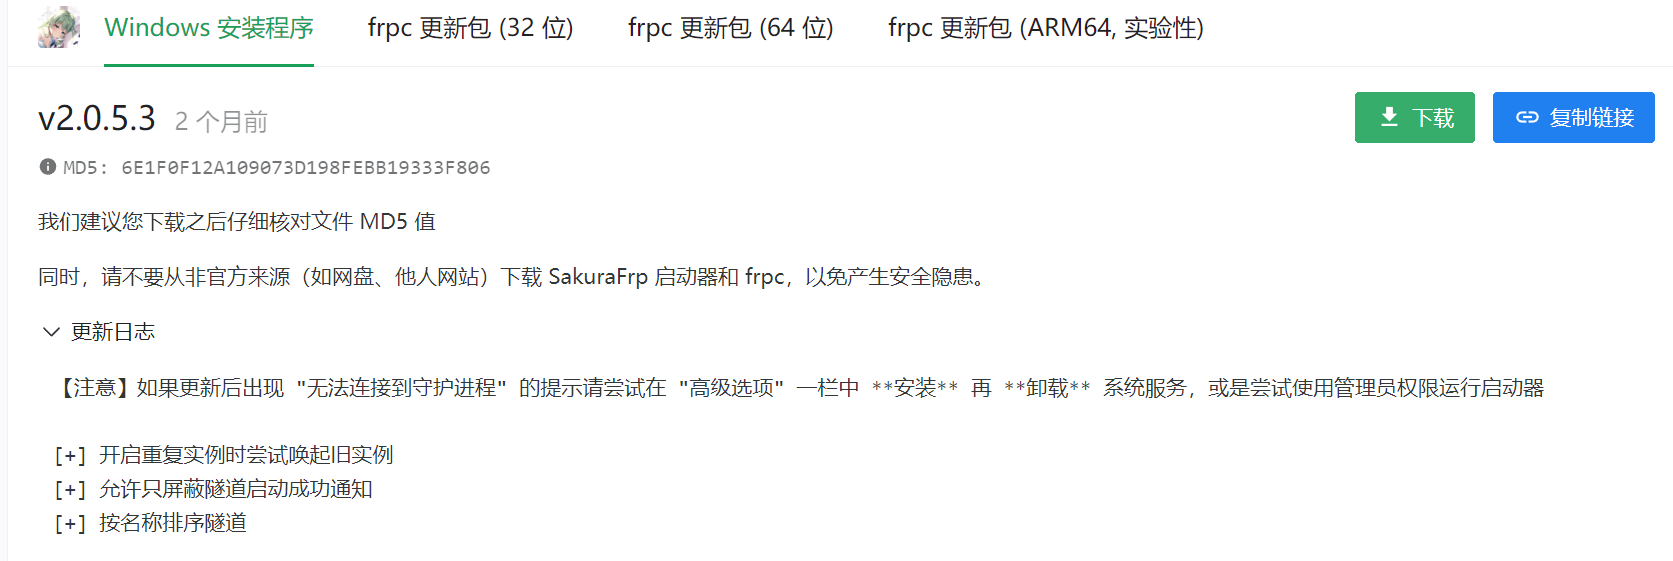 Windows 安装程序 frpc 更新包 (32 位) frpc 更新包 (64 位) frpc 更新包 (ARM64, 实验性)
v2.0.5.3 2 个月前 下载 复制链接
MD5: 6E1F0F12A109073D198FEBB19333F806
我们建议您下载之后仔细核对文件 MD5 值
同时，请不要从非官方来源（如网盘、他人网站）下载 SakuraFrp 启动器和 frpc，以免产生安全隐患。
更新日志
【注意】如果更新后出现 "无法连接到守护进程" 的提示请尝试在 "高级选项" 一栏中 **安装** 再 **卸载** 系统服务，或是尝试使用管理员权限运行启动器
[+] 开启重复实例时尝试唤起旧实例
[+] 允许只屏蔽隧道启动成功通知
[+] 按名称排序隧道